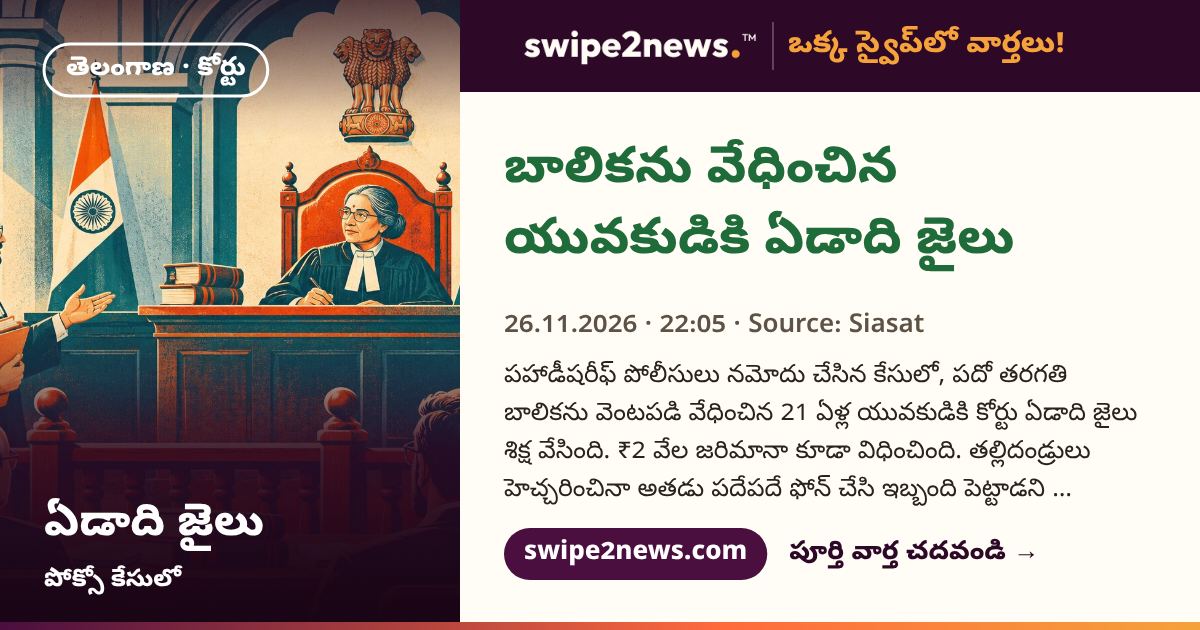 తెలంగాణ · కోర్టు
ఏడాది జైలు
పోక్సో కేసులో
swipe2news.™
ఒక్క స్వైప్‌లో వార్తలు!
బాలికను వేధించిన
యువకుడికి ఏడాది జైలు
26.11.2026 · 22:05 · Source: Siasat
పహాడీషరీఫ్ పోలీసులు నమోదు చేసిన కేసులో, పదో తరగతి
బాలికను వెంటపడి వేధించిన 21 ఏళ్ల యువకుడికి కోర్టు ఏడాది జైలు
శిక్ష వేసింది. ₹2 వేల జరిమానా కూడా విధించింది. తల్లిదండ్రులు
హెచ్చరించినా అతడు పదేపదే ఫోన్ చేసి ఇబ్బంది పెట్టాడని ...
swipe2news.com
పూర్తి వార్త చదవండి →